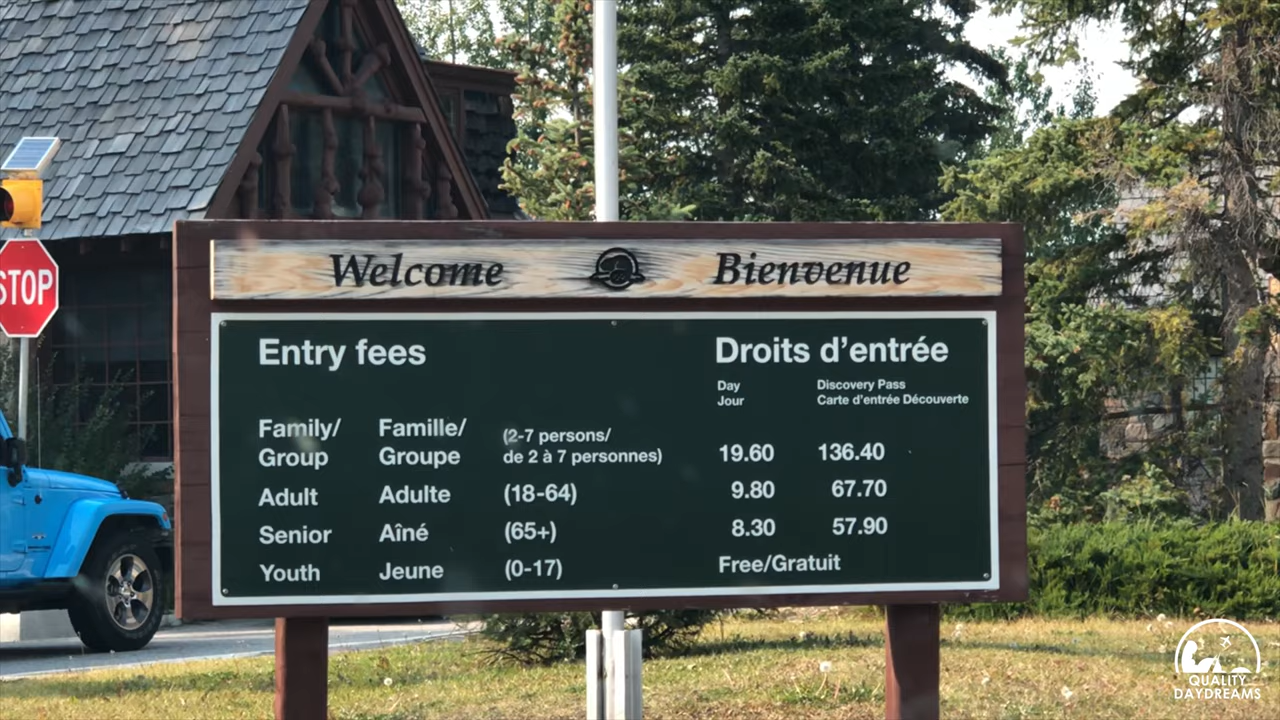 STOP
Welcome Bienvenue
Entry fees Droits d'entrée
Day Discovery Pass
Jour Carte d'entrée Découverte
Family/ Famille/ (2-7 persons/
Group Groupe de 2 à 7 personnes) 19.60 136.40
Adult Adulte (18-64) 9.80 67.70
Senior Aîné (65+) 8.30 57.90
Youth Jeune (0-17) Free/Gratuit
QUALITY
DAYDREAMS